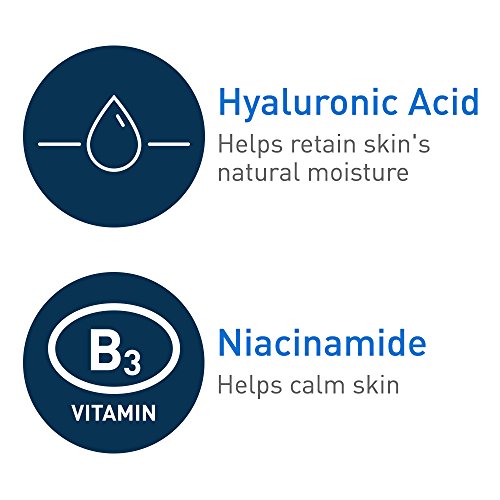 Hyaluronic Acid
Helps retain skin's
natural moisture
B3
VITAMIN
Niacinamide
Helps calm skin